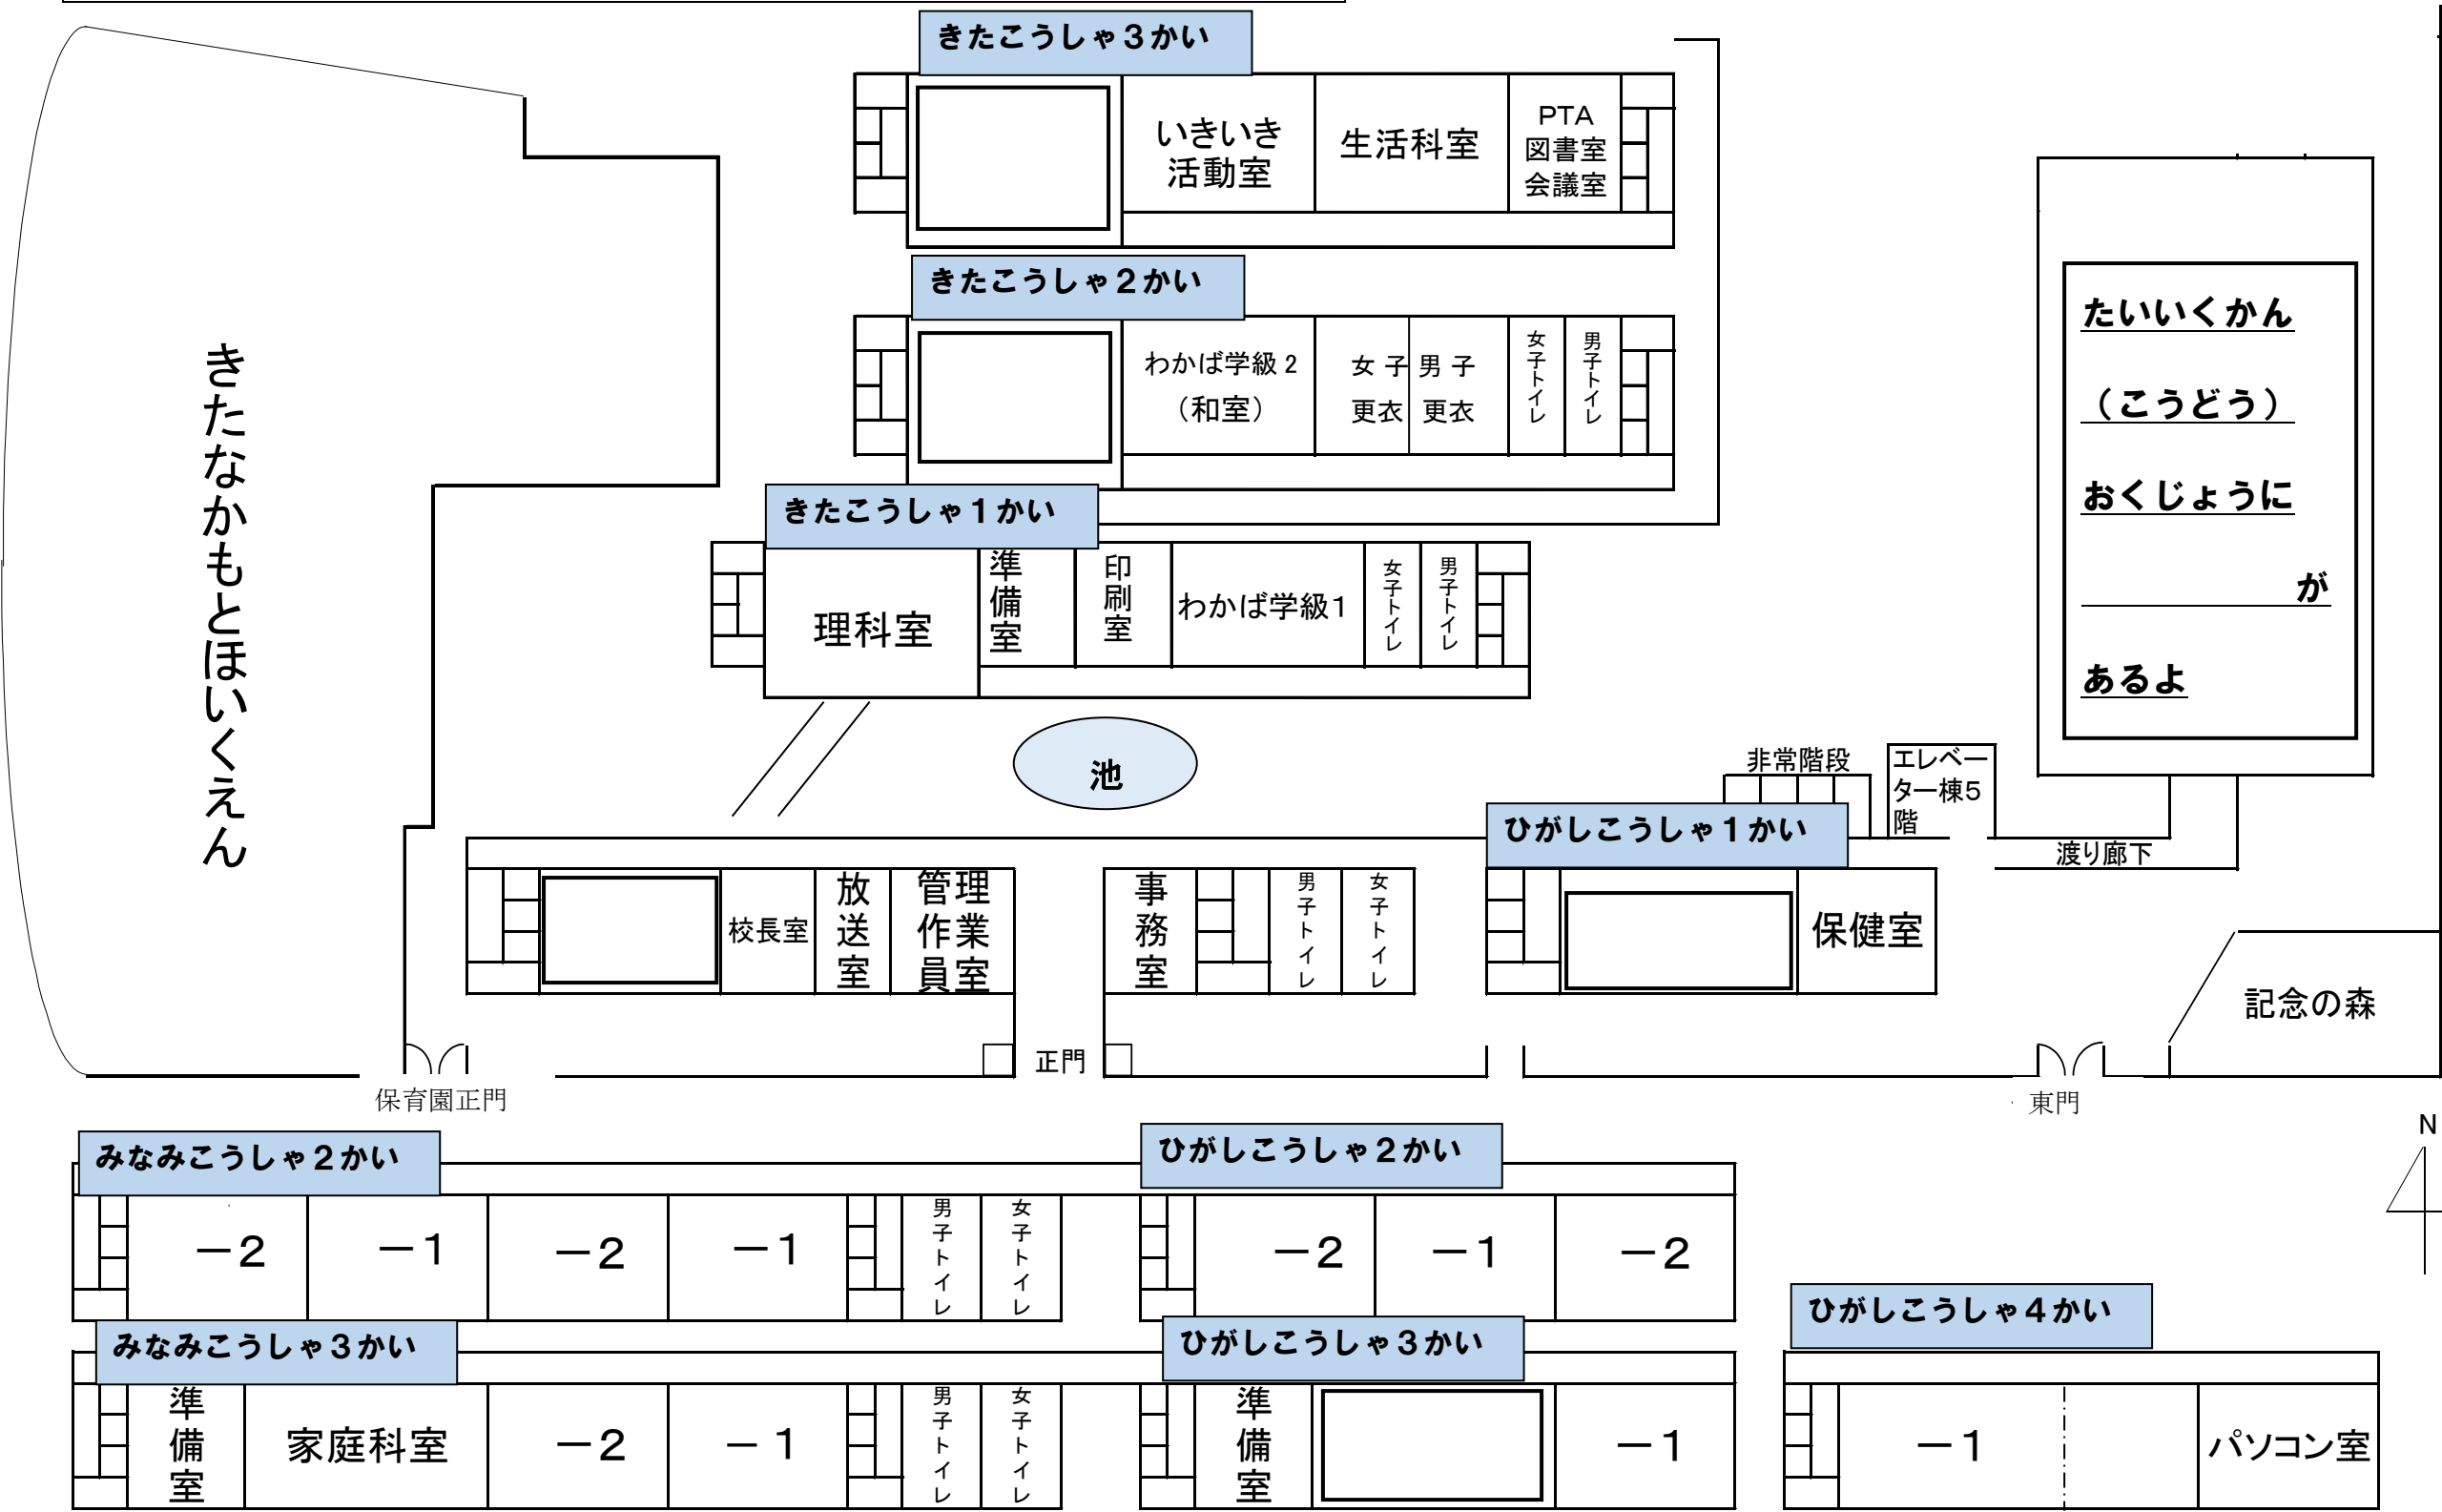 きたこうしゃ３かい
いきいき
活動室
生活科室
PTA
図書室
会議室
きたこうしゃ２かい
わかば学級２
（和室）
女子
更衣
男子
更衣
女子トイレ
男子トイレ
きたこうしゃ１かい
理科室
準備室
印刷室
わかば学級１
女子トイレ
男子トイレ
きたなかもとほいくえん
たいいくかん
（こうどう）
おくじょうに
が
あるよ
池
非常階段
エレベー
ター棟５
階
渡り廊下
ひがしこうしゃ１かい
校長室
放送室
管理
作業
員室
事務室
男子トイレ
女子トイレ
保健室
記念の森
正門
保育園正門
東門
N
みなみこうしゃ２かい
－２
－１
－２
－１
男子トイレ
女子トイレ
ひがしこうしゃ２かい
－２
－１
－２
みなみこうしゃ３かい
準備室
家庭科室
－２
－１
男子トイレ
女子トイレ
ひがしこうしゃ３かい
準備室
－１
ひがしこうしゃ４かい
－１
パソコン室